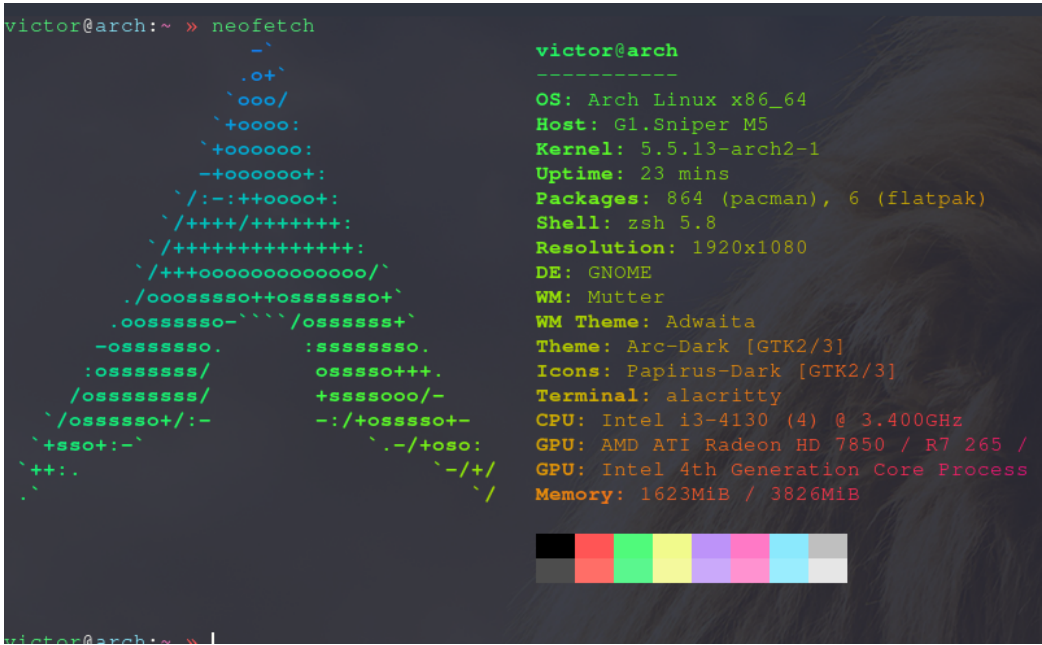 victor@arch:~ » neofetch
victor@arch
-----------
OS: Arch Linux x86_64
Host: G1.Sniper M5
Kernel: 5.5.13-arch2-1
Uptime: 23 mins
Packages: 864 (pacman), 6 (flatpak)
Shell: zsh 5.8
Resolution: 1920x1080
DE: GNOME
WM: Mutter
WM Theme: Adwaita
Theme: Arc-Dark [GTK2/3]
Icons: Papirus-Dark [GTK2/3]
Terminal: alacritty
CPU: Intel i3-4130 (4) @ 3.400GHz
GPU: AMD ATI Radeon HD 7850 / R7 265 /
GPU: Intel 4th Generation Core Process
Memory: 1623MiB / 3826MiB
victor@arch:~ »